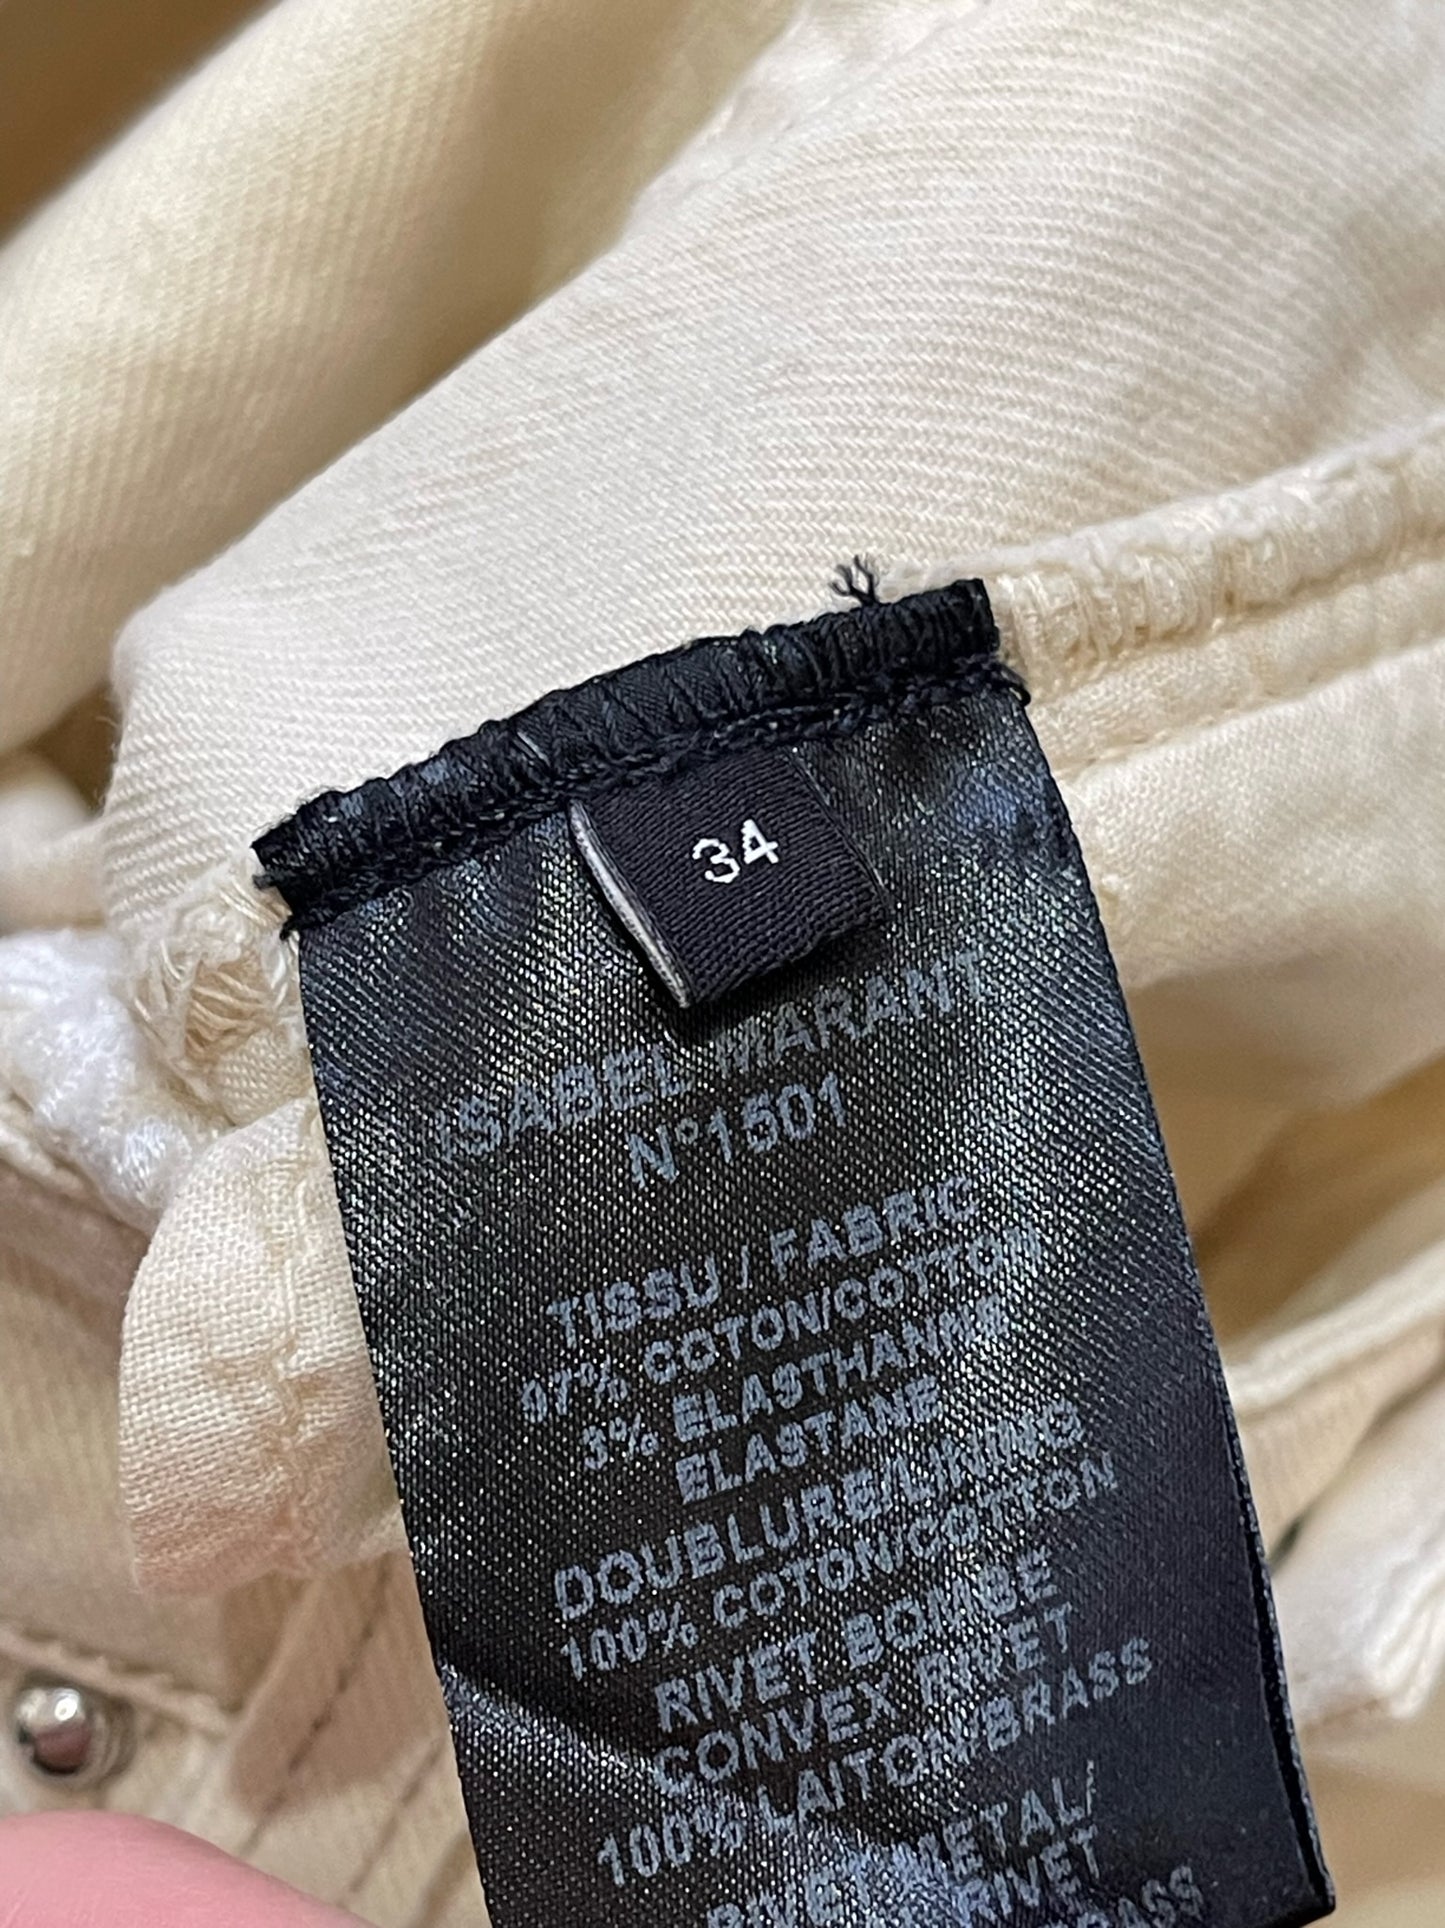 34
ISABEL MARANT
N°1501
TISSU / FABRIC
97% COTON/COTTON
3% ELASTHANNE
ELASTANE
DOUBLURE/LINING
100% COTON/COTTON
RIVET BOMBE
CONVEX RIVET
100% LAITON/BRASS
METAL/
RIVET
BRASS